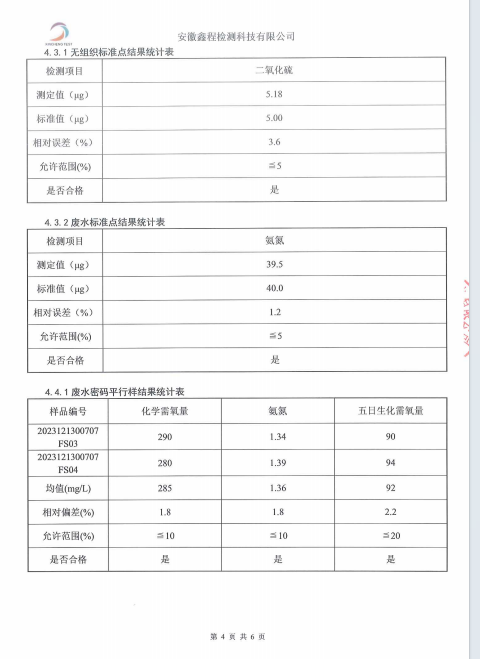 安徽鑫程检测科技有限公司
4.3.1 无组织标准点结果统计表
检测项目 二氧化硫
测定值（μg） 5.18
标准值（μg） 5.00
相对误差（%） 3.6
允许范围(%) ≦5
是否合格 是
4.3.2 废水标准点结果统计表
检测项目 氨氮
测定值（μg） 39.5
标准值（μg） 40.0
相对误差（%） 1.2
允许范围(%) ≦5
是否合格 是
4.4.1 废水密码平行样结果统计表
样品编号 化学需氧量 氨氮 五日生化需氧量
2023121300707
FS03 290 1.34 90
2023121300707
FS04 280 1.39 94
均值(mg/L) 285 1.36 92
相对偏差(%) 1.8 1.8 2.2
允许范围(%) ≦10 ≦10 ≦20
是否合格 是 是 是
第 4 页 共 6 页